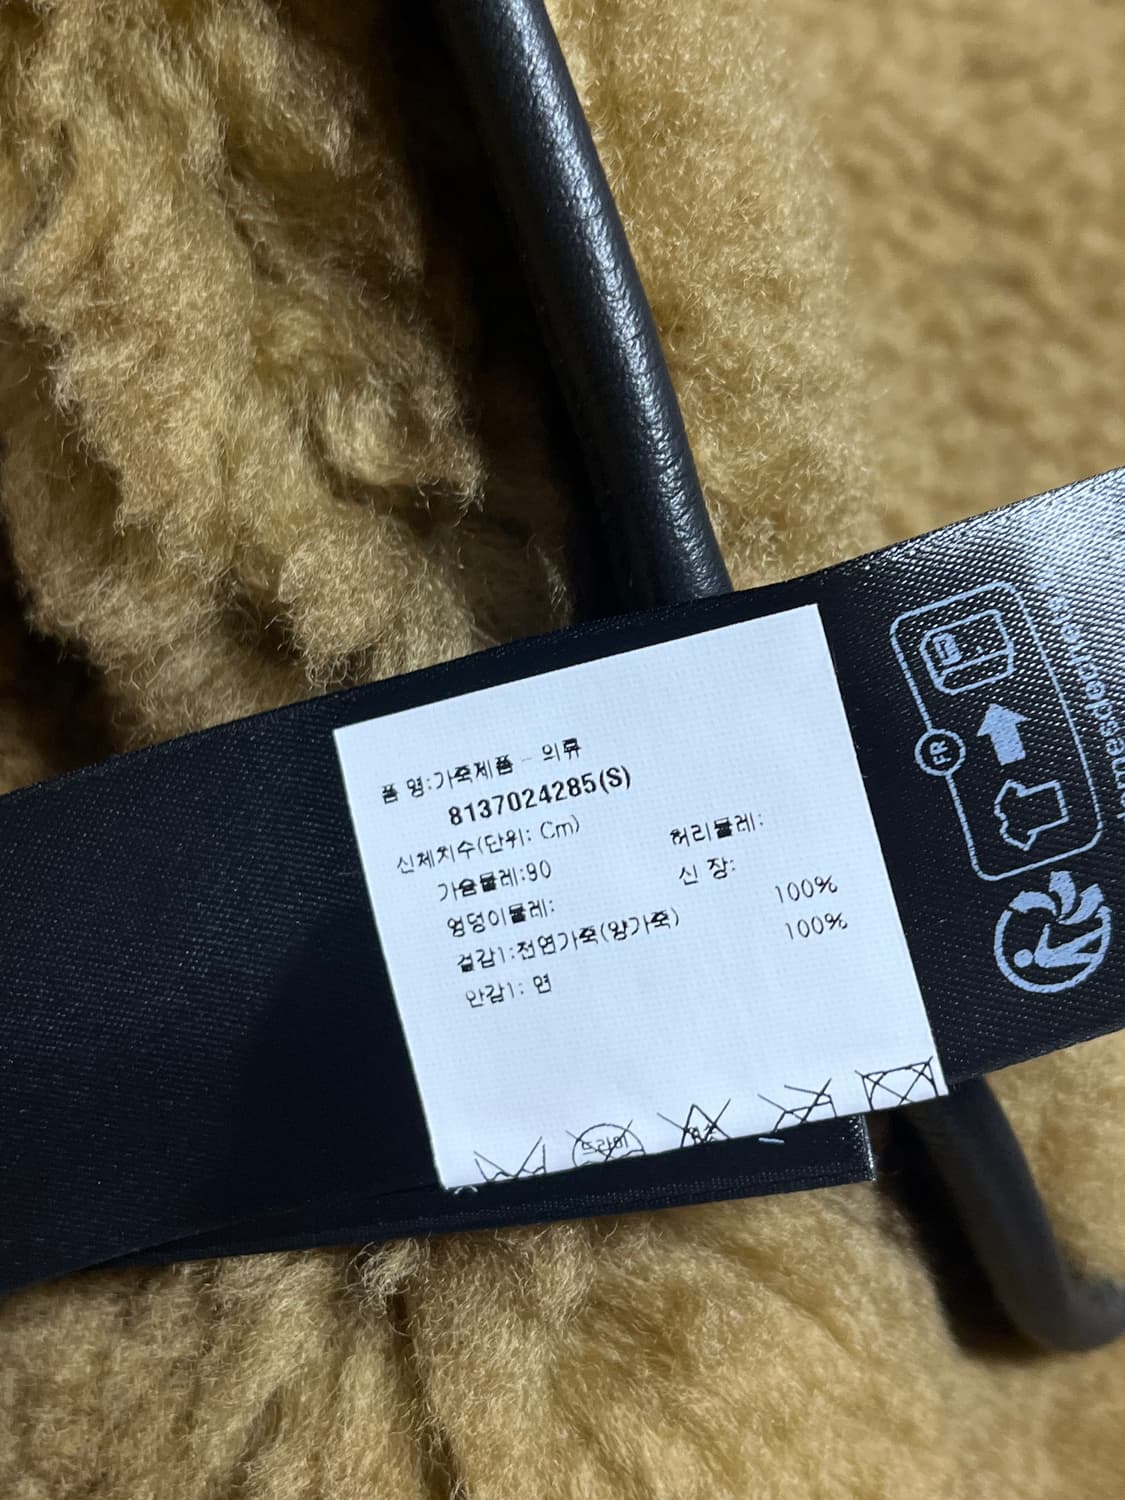 품 명:가죽제품 - 의류
8137024285(S)
신체치수(단위: Cm)
가슴둘레:90
허리둘레:
엉덩이둘레:
신 장:
겉감1:천연가죽(양가죽) 100%
안감1: 면 100%
드라이
FR